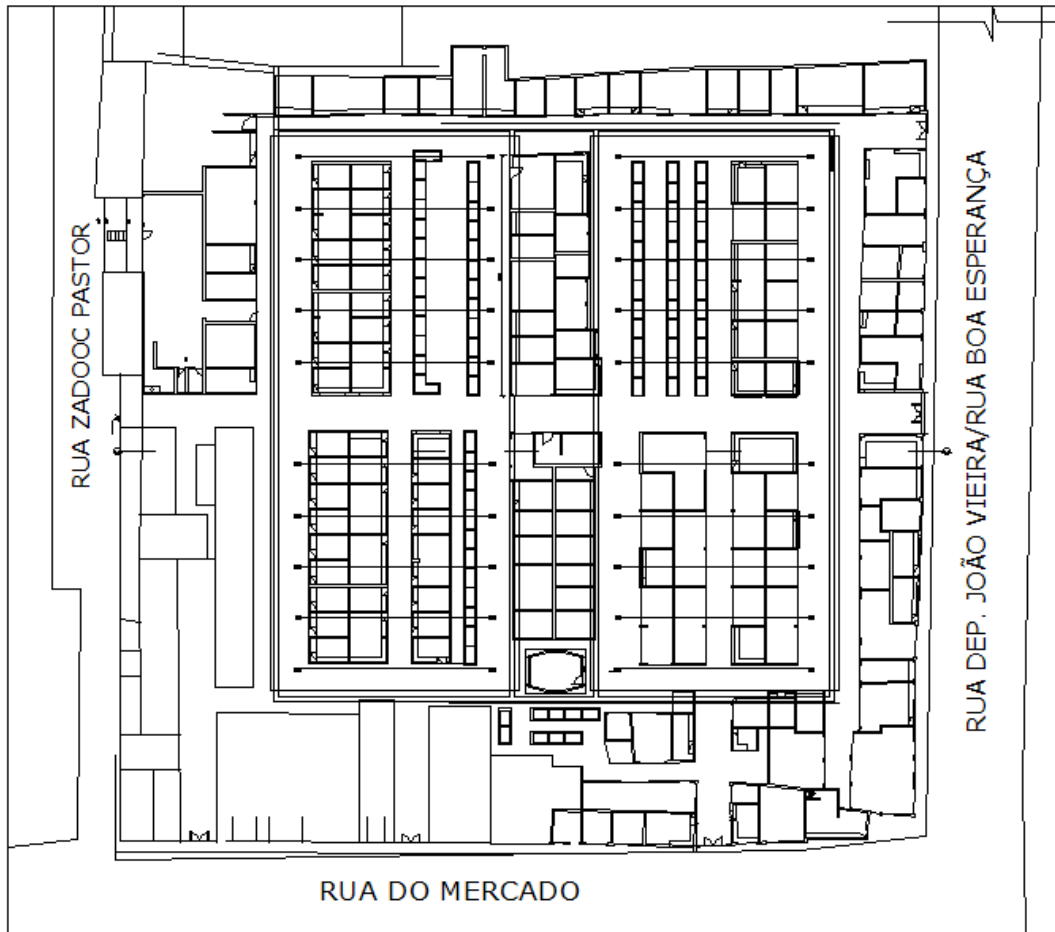 RUA ZADOOC PASTOR
RUA DEP. JOÃO VIEIRA/RUA BOA ESPERANÇA
RUA DO MERCADO